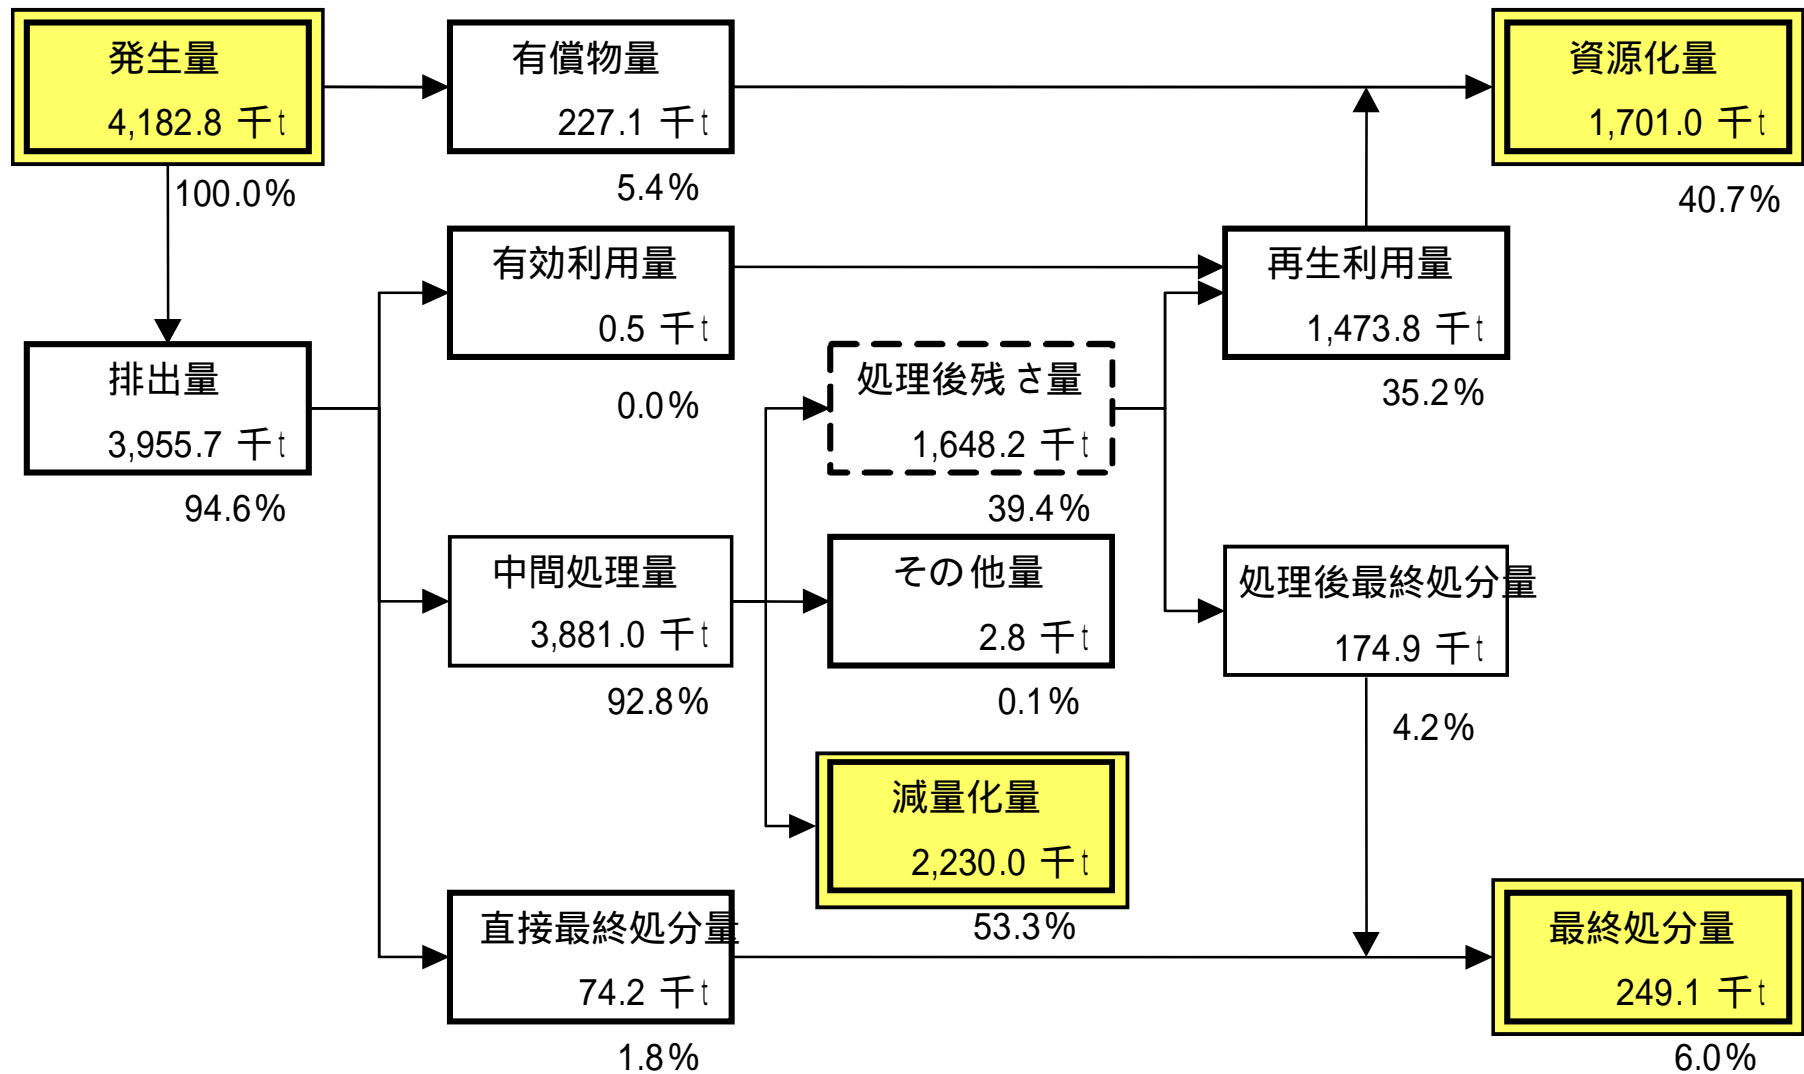 発生量
4,182.8 千t
100.0%
有償物量
227.1 千t
5.4%
資源化量
1,701.0 千t
40.7%
有効利用量
0.5 千t
0.0%
再生利用量
1,473.8 千t
35.2%
排出量
3,955.7 千t
94.6%
処理後残さ量
1,648.2 千t
39.4%
中間処理量
3,881.0 千t
92.8%
その他量
2.8 千t
0.1%
処理後最終処分量
174.9 千t
4.2%
減量化量
2,230.0 千t
53.3%
直接最終処分量
74.2 千t
1.8%
最終処分量
249.1 千t
6.0%